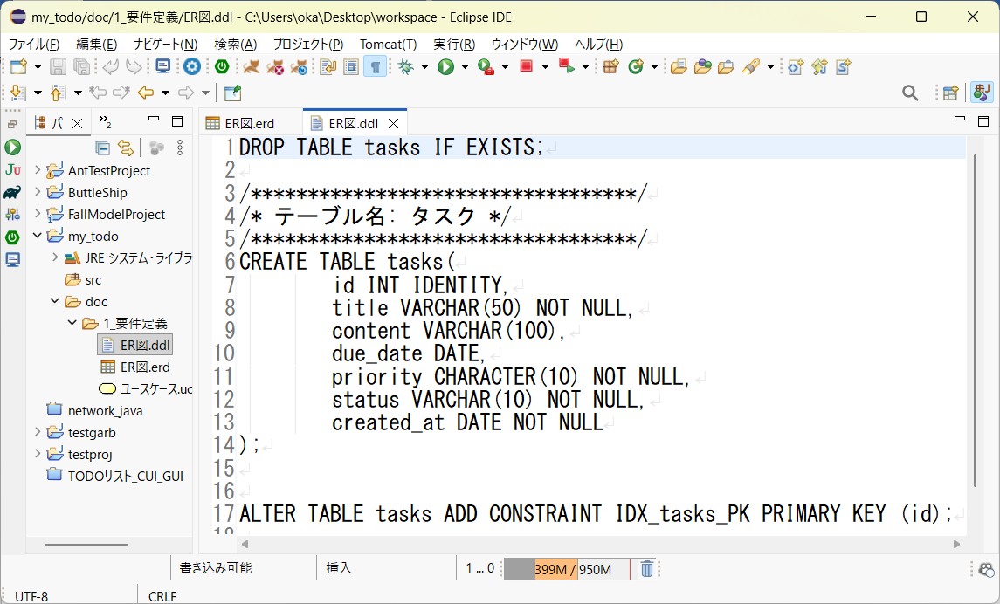 my_todo/doc/1_要件定義/ER図.ddl - C:\Users\oka\Desktop\workspace - Eclipse IDE
ファイル(F) 編集(E) ナビゲート(N) 検索(A) プロジェクト(P) Tomcat(T) 実行(R) ウィンドウ(W) ヘルプ(H)
パ
2
ER図.erd
ER図.ddl
JU
AntTestProject
ButtleShip
FallModelProject
my_todo
JRE システム・ライブラ
src
doc
1_要件定義
ER図.ddl
ER図.erd
ユースケース.uc
network_java
testgarb
testproj
TODOリスト_CUI_GUI
1 DROP TABLE tasks IF EXISTS;
2
3 /**********************************/
4 /* テーブル名: タスク */
5 /**********************************/
6 CREATE TABLE tasks(
7 id INT IDENTITY,
8 title VARCHAR(50) NOT NULL,
9 content VARCHAR(100),
10 due_date DATE,
11 priority CHARACTER(10) NOT NULL,
12 status VARCHAR(10) NOT NULL,
13 created_at DATE NOT NULL
14 );
15
16
17 ALTER TABLE tasks ADD CONSTRAINT IDX_tasks_PK PRIMARY KEY (id);
18
書き込み可能 挿入 1 ... 0 399M / 950M
UTF-8 CRLF